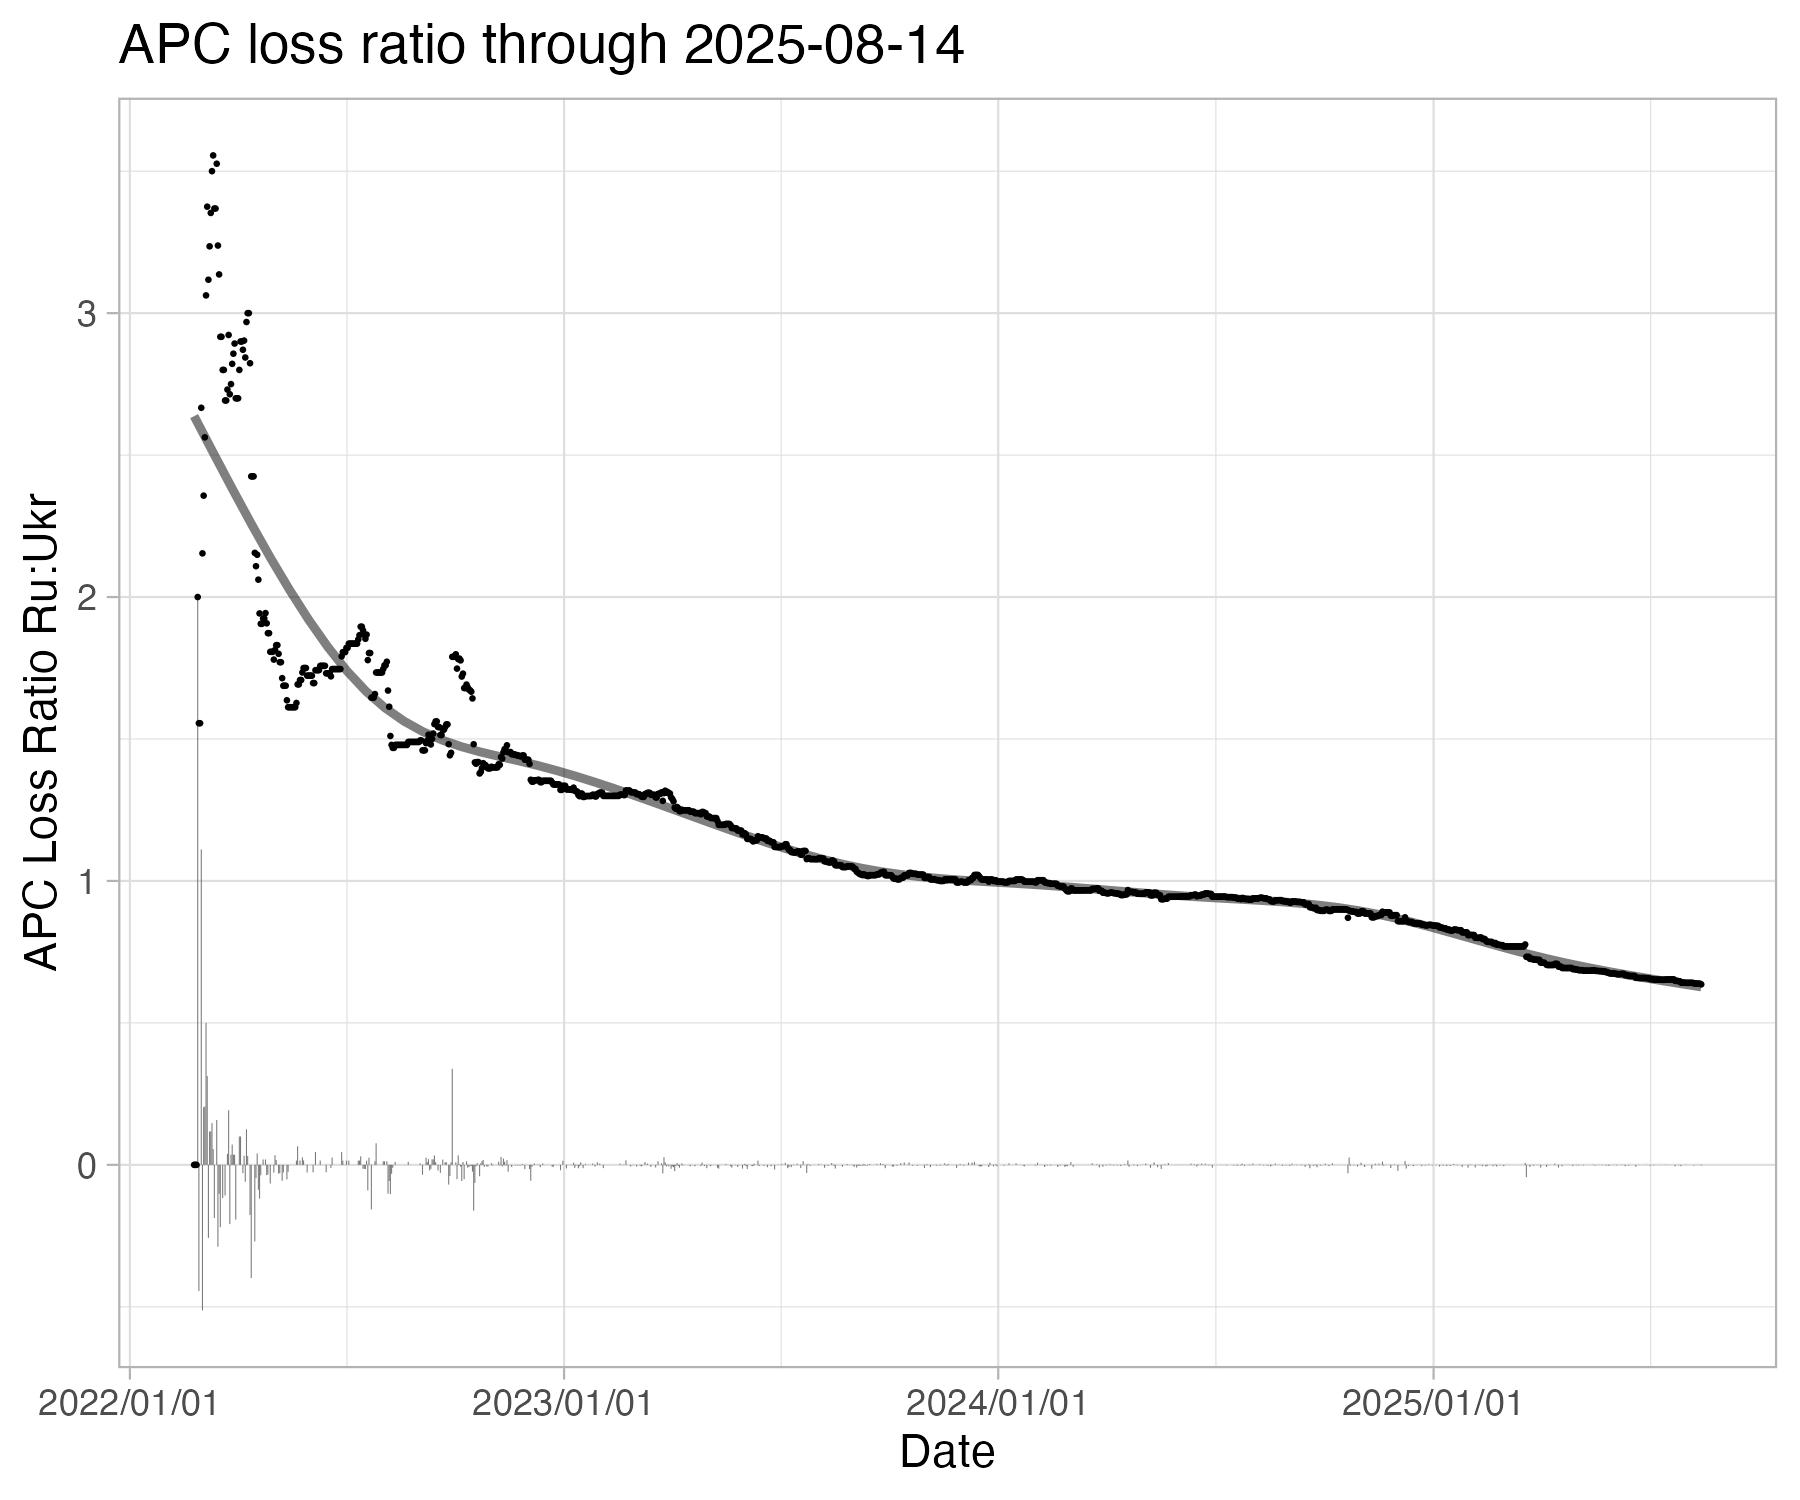 APC loss ratio through 2025-08-14
APC Loss Ratio Ru:Ukr
3
2
1
0
2022/01/01 2023/01/01 2024/01/01 2025/01/01
Date